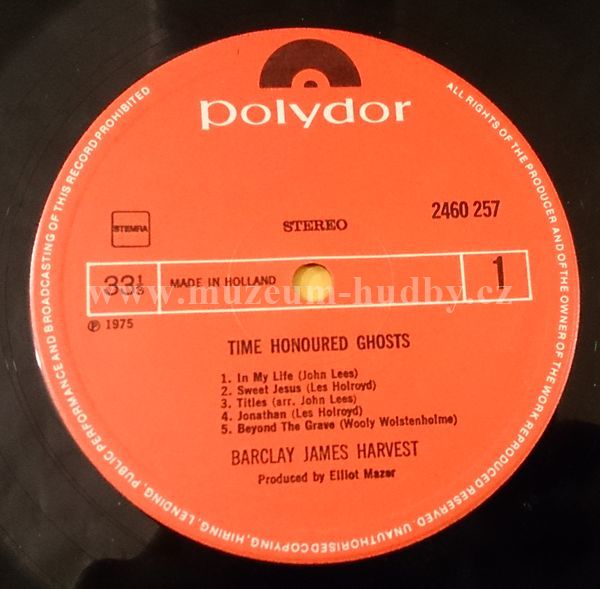 polydor
STEMRA
STEREO
2460 257
33⅓
MADE IN HOLLAND
1
www.muzeum-hudby.cz
℗ 1975
TIME HONOURED GHOSTS
1. In My Life (John Lees)
2. Sweet Jesus (Les Holroyd)
3. Titles (arr. John Lees)
4. Jonathan (Les Holroyd)
5. Beyond The Grave (Wooly Wolstenholme)
BARCLAY JAMES HARVEST
Produced by Elliot Mazer
ALL RIGHTS OF THE PRODUCER AND OF THE OWNER OF THE WORK REPRODUCED RESERVED. UNAUTHORISED COPYING, HIRING, LENDING, PUBLIC PERFORMANCE AND BROADCASTING OF THIS RECORD PROHIBITED